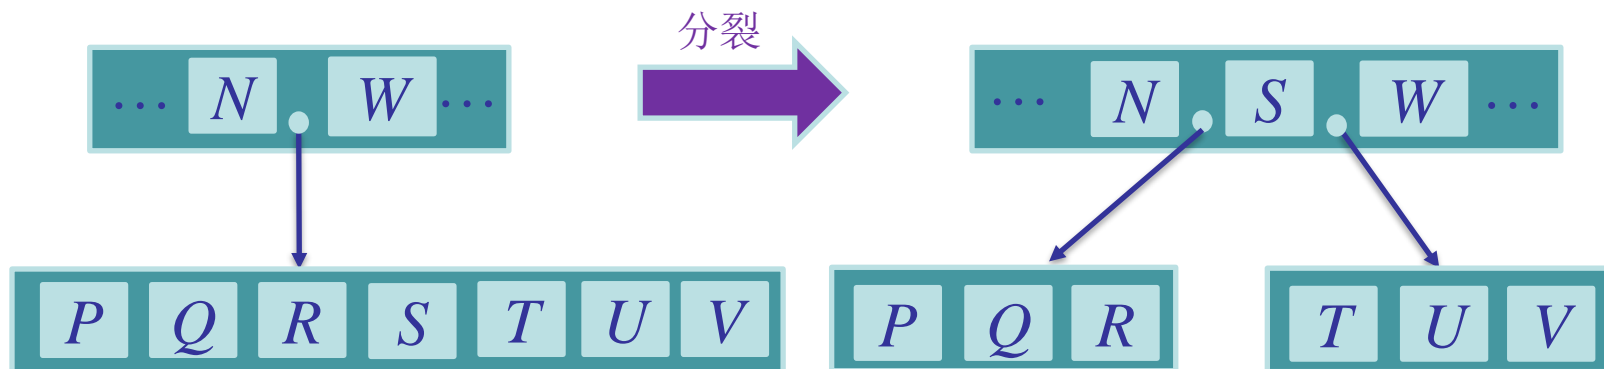 分裂
… N W …
… N S W …
P Q R S T U V
P Q R
T U V